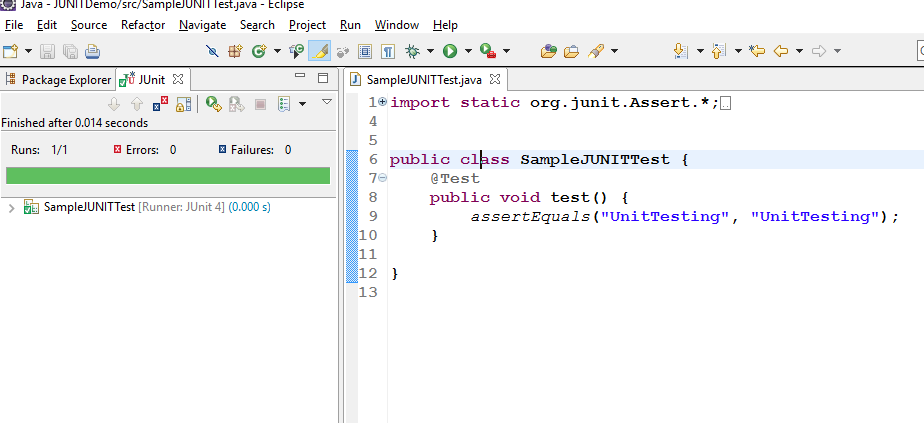 Java - JUNITDemo/src/SampleJUNITTest.java - Eclipse
File Edit Source Refactor Navigate Search Project Run Window Help
Package Explorer JUnit
Finished after 0.014 seconds
Runs: 1/1 Errors: 0 Failures: 0
SampleJUNITTest [Runner: JUnit 4] (0.000 s)
SampleJUNITTest.java
1 import static org.junit.Assert.*;
4
5
6 public class SampleJUNITTest {
7 @Test
8 public void test() {
9 assertEquals("UnitTesting", "UnitTesting");
10 }
11
12 }
13